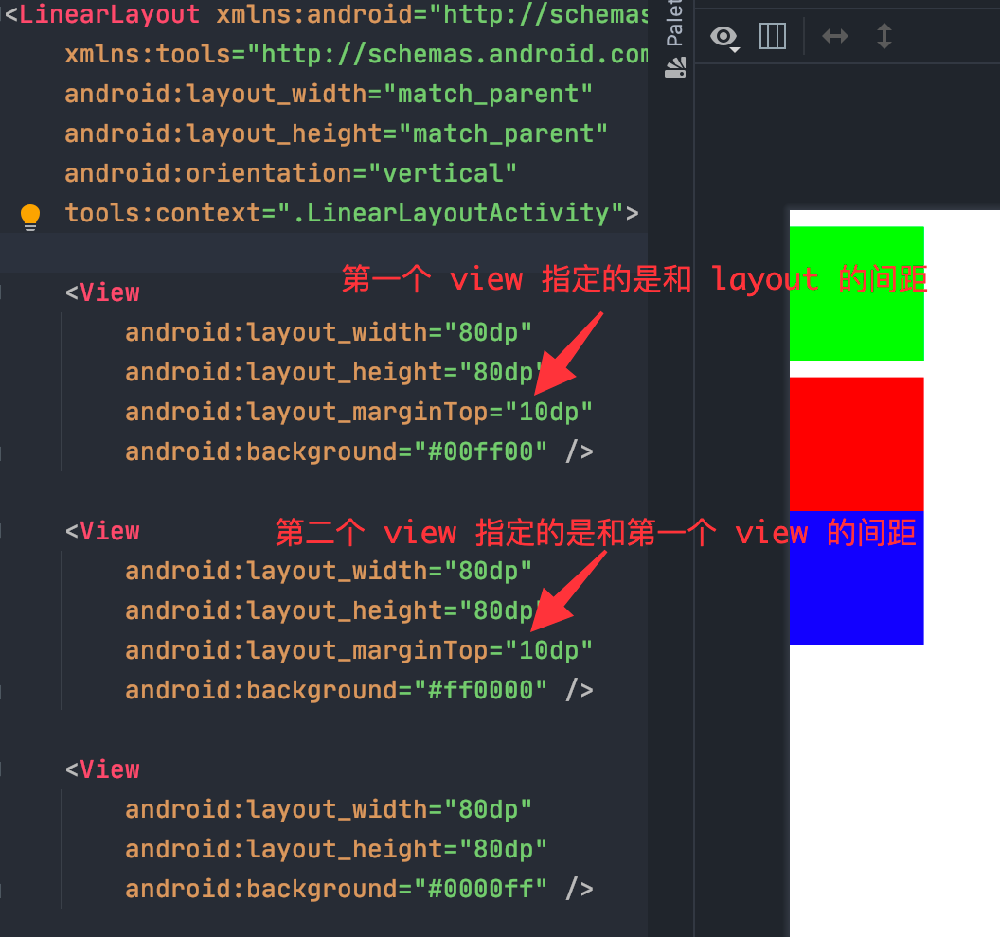 <LinearLayout xmlns:android="http://schemas
xmlns:tools="http://schemas.android.com
android:layout_width="match_parent"
android:layout_height="match_parent"
android:orientation="vertical"
tools:context=".LinearLayoutActivity">
第一个 view 指定的是和 layout 的间距
<View
android:layout_width="80dp"
android:layout_height="80dp"
android:layout_marginTop="10dp"
android:background="#00ff00" />
<View
第二个 view 指定的是和第一个 view 的间距
android:layout_width="80dp"
android:layout_height="80dp"
android:layout_marginTop="10dp"
android:background="#ff0000" />
<View
android:layout_width="80dp"
android:layout_height="80dp"
android:background="#0000ff" />
Palet